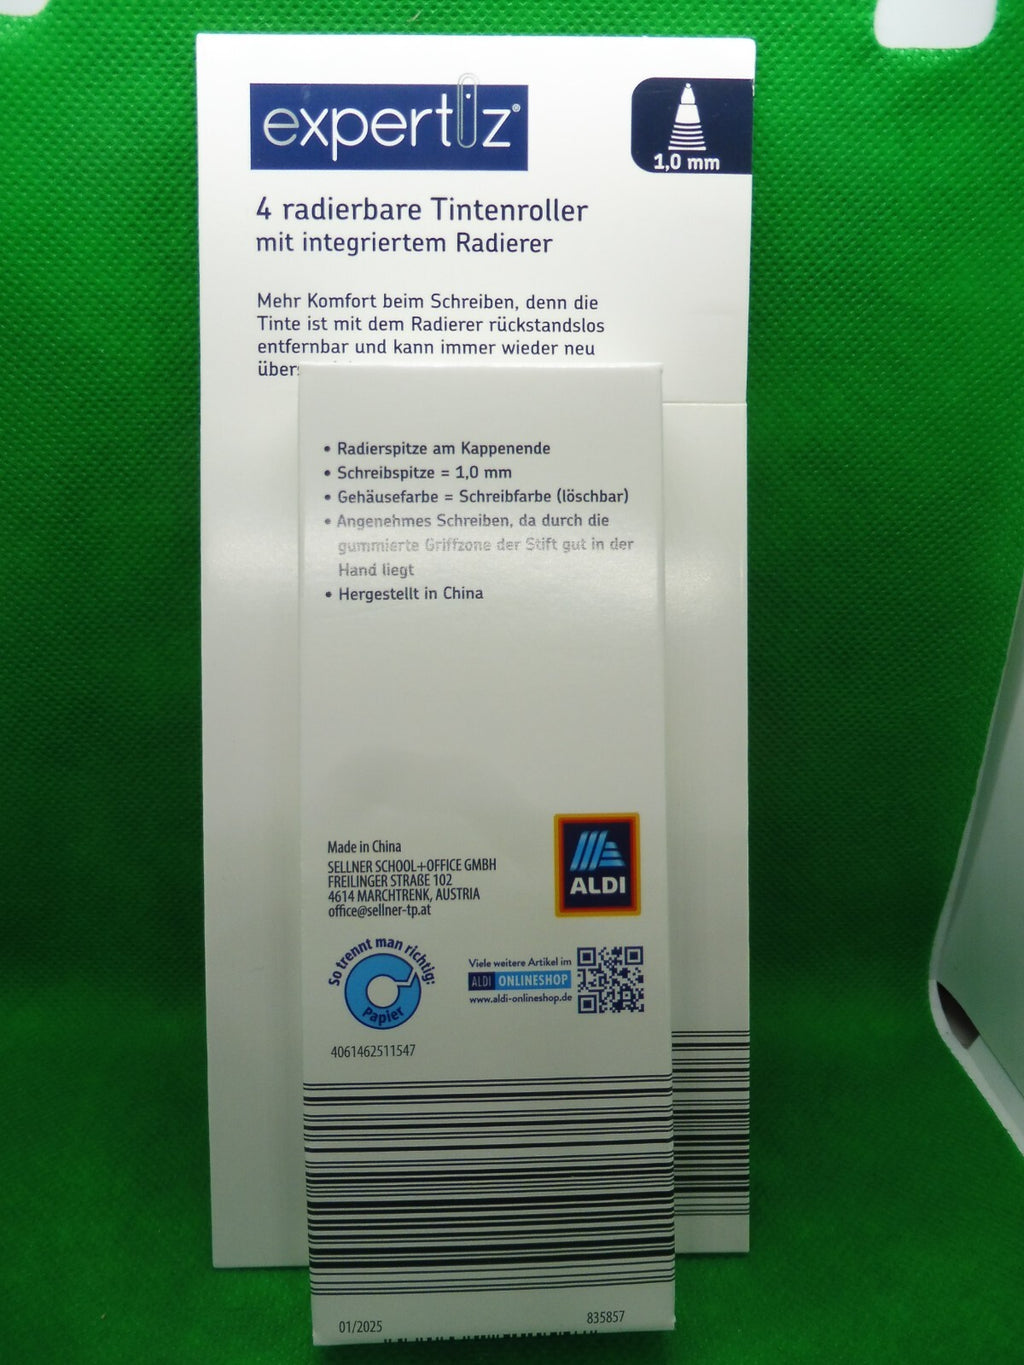 expertiz®
1,0 mm
4 radierbare Tintenroller
mit integriertem Radierer
Mehr Komfort beim Schreiben, denn die
Tinte ist mit dem Radierer rückstandslos
entfernbar und kann immer wieder neu
• Radierspitze am Kappenende
• Schreibspitze = 1,0 mm
• Gehäusefarbe = Schreibfarbe (löschbar)
• Angenehmes Schreiben, da durch die
gummierte Griffzone der Stift gut in der
Hand liegt
• Hergestellt in China
Made in China
SELLNER SCHOOL+OFFICE GMBH
FREILINGER STRAßE 102
4614 MARCHTRENK, AUSTRIA
office@sellner-tp.at
ALDI
So trennt man richtig:
Papier
Viele weitere Artikel im
ALDI ONLINESHOP
www.aldi-onlineshop.de
4061462511547
01/2025
835857